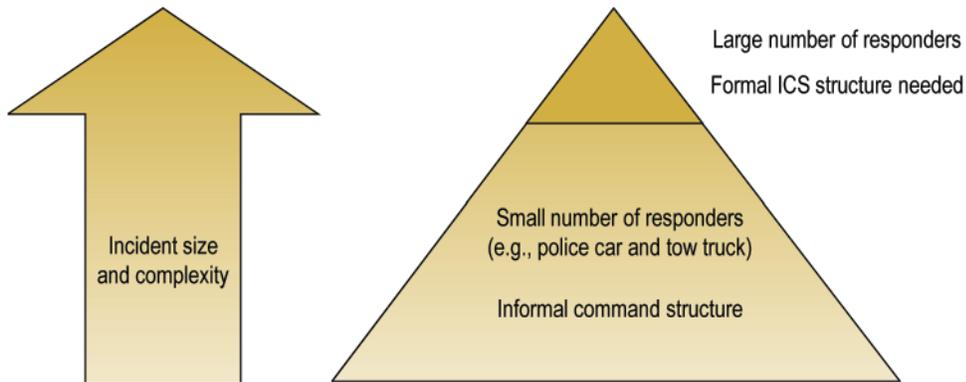 Large number of responders
Formal ICS structure needed
Incident size
and complexity
Small number of responders
(e.g., police car and tow truck)
Informal command structure